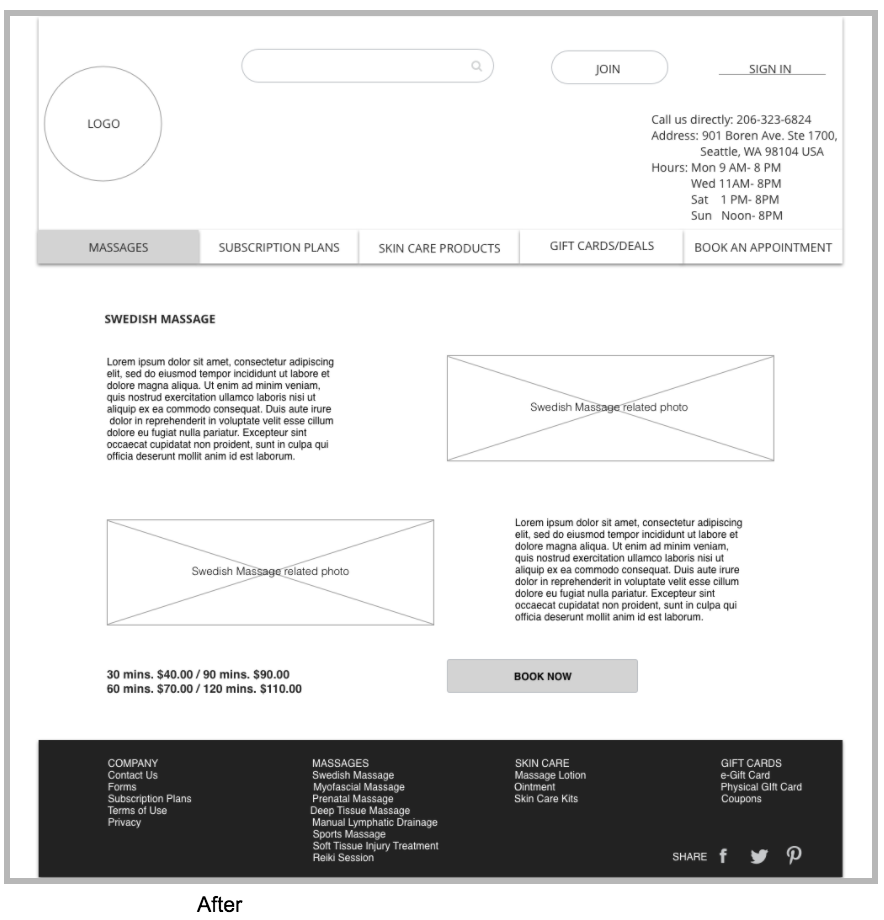 JOIN
SIGN IN
LOGO
Call us directly: 206-323-6824
Address: 901 Boren Ave. Ste 1700,
Seattle, WA 98104 USA
Hours: Mon 9 AM- 8 PM
Wed 11AM- 8PM
Sat 1 PM- 8PM
Sun Noon- 8PM
MASSAGES
SUBSCRIPTION PLANS
SKIN CARE PRODUCTS
GIFT CARDS/DEALS
BOOK AN APPOINTMENT
SWEDISH MASSAGE
Lorem ipsum dolor sit amet, consectetur adipiscing
elit, sed do eiusmod tempor incididunt ut labore et
dolore magna aliqua. Ut enim ad minim veniam,
quis nostrud exercitation ullamco laboris nisi ut
aliquip ex ea commodo consequat. Duis aute irure
dolor in reprehenderit in voluptate velit esse cillum
dolore eu fugiat nulla pariatur. Excepteur sint
occaecat cupidatat non proident, sunt in culpa qui
officia deserunt mollit anim id est laborum.
Swedish Massage related photo
Swedish Massage related photo
Lorem ipsum dolor sit amet, consectetur adipiscing
elit, sed do eiusmod tempor incididunt ut labore et
dolore magna aliqua. Ut enim ad minim veniam,
quis nostrud exercitation ullamco laboris nisi ut
aliquip ex ea commodo consequat. Duis aute irure
dolor in reprehenderit in voluptate velit esse cillum
dolore eu fugiat nulla pariatur. Excepteur sint
occaecat cupidatat non proident, sunt in culpa qui
officia deserunt mollit anim id est laborum.
30 mins. $40.00 / 90 mins. $90.00
60 mins. $70.00 / 120 mins. $110.00
BOOK NOW
COMPANY
Contact Us
Forms
Subscription Plans
Terms of Use
Privacy
MASSAGES
Swedish Massage
Myofascial Massage
Prenatal Massage
Deep Tissue Massage
Manual Lymphatic Drainage
Sports Massage
Soft Tissue Injury Treatment
Reiki Session
SKIN CARE
Massage Lotion
Ointment
Skin Care Kits
GIFT CARDS
e-Gift Card
Physical GIft Card
Coupons
SHARE
After